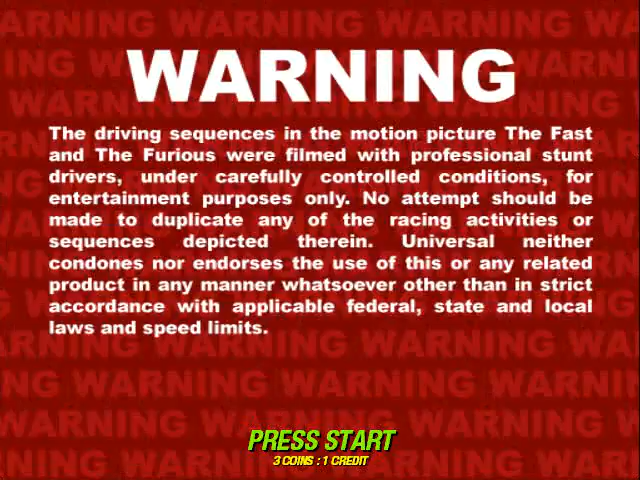 WARNING
The driving sequences in the motion picture The Fast
and The Furious were filmed with professional stunt
drivers, under carefully controlled conditions, for
entertainment purposes only. No attempt should be
made to duplicate any of the racing activities or
sequences depicted therein. Universal neither
condones nor endorses the use of this or any related
product in any manner whatsoever other than in strict
accordance with applicable federal, state and local
laws and speed limits.
PRESS START
3 COINS : 1 CREDIT